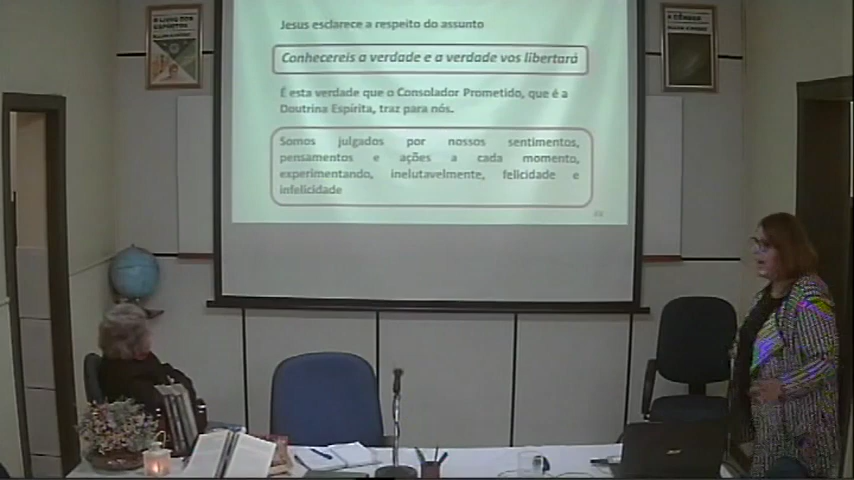 O LIVRO DOS
ESPÍRITOS
A GÊNESE
Jesus esclarece a respeito do assunto
Conhecereis a verdade e a verdade vos libertará
É esta verdade que o Consolador Prometido, que é a
Doutrina Espírita, traz para nós.
Somos julgados por nossos sentimentos,
pensamentos e ações a cada momento,
experimentando, inelutavelmente, felicidade e
infelicidade